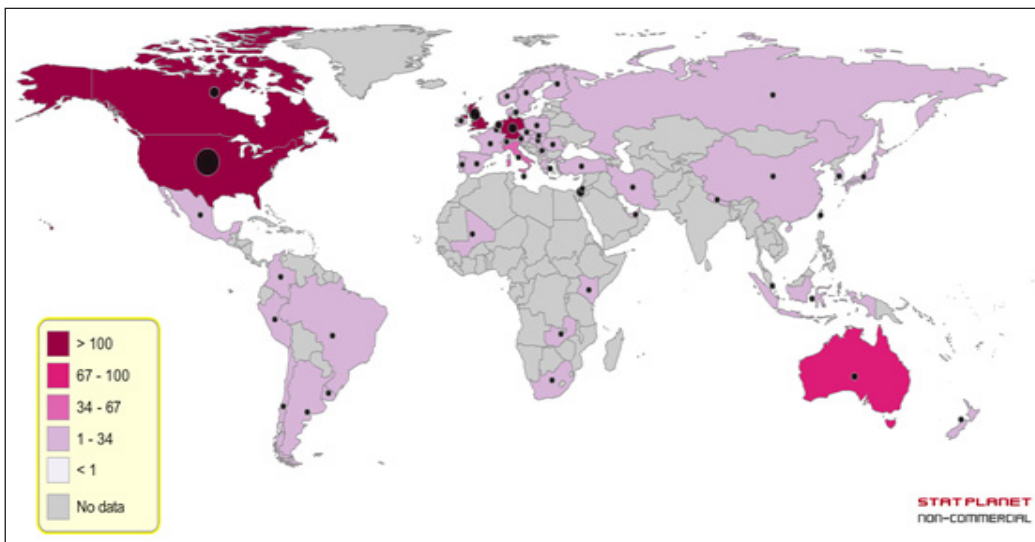 > 100
67 - 100
34 - 67
1 - 34
< 1
No data
STAT PLANET
NON-COMMERCIAL